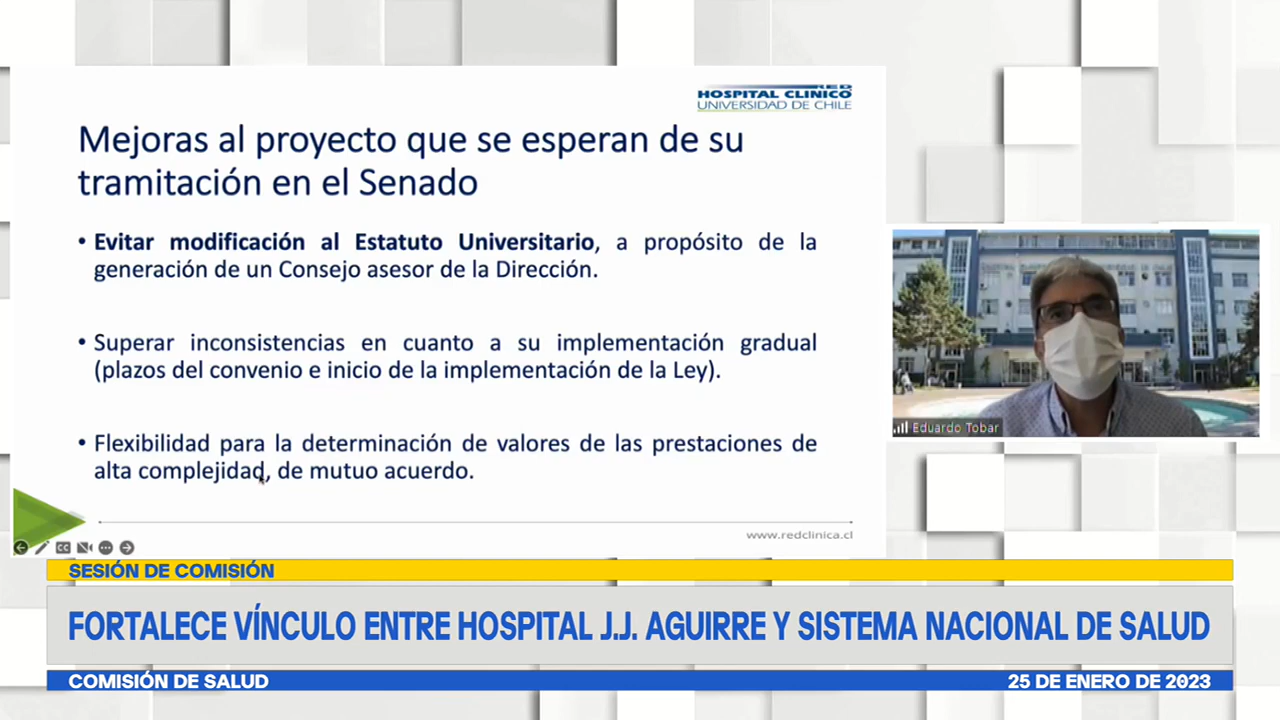 RED
HOSPITAL CLINICO
UNIVERSIDAD DE CHILE
Mejoras al proyecto que se esperan de su
tramitación en el Senado
• Evitar modificación al Estatuto Universitario, a propósito de la
generación de un Consejo asesor de la Dirección.
• Superar inconsistencias en cuanto a su implementación gradual
(plazos del convenio e inicio de la implementación de la Ley).
• Flexibilidad para la determinación de valores de las prestaciones de
alta complejidad, de mutuo acuerdo.
www.redclinica.cl
Eduardo Tobar
SESIÓN DE COMISIÓN
FORTALECE VÍNCULO ENTRE HOSPITAL J.J. AGUIRRE Y SISTEMA NACIONAL DE SALUD
COMISIÓN DE SALUD
25 DE ENERO DE 2023